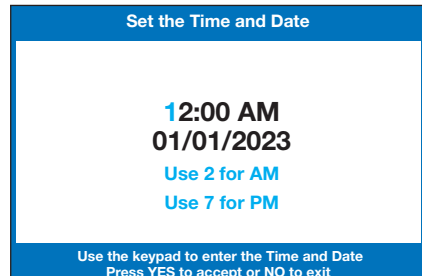 Set the Time and Date
12:00 AM
01/01/2023
Use 2 for AM
Use 7 for PM
Use the keypad to enter the Time and Date
Press YES to accept or NO to exit